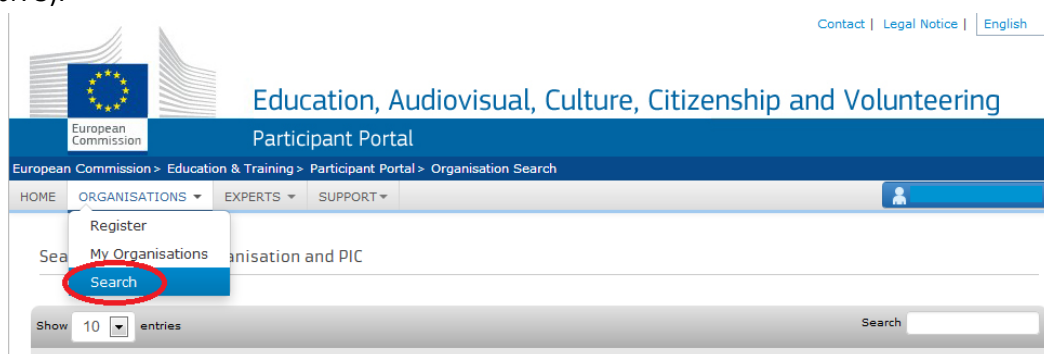 Contact | Legal Notice | English
Education, Audiovisual, Culture, Citizenship and Volunteering
European
Commission
Participant Portal
European Commission > Education & Training > Participant Portal > Organisation Search
HOME ORGANISATIONS EXPERTS SUPPORT
Register
My Organisations
Search
Sea anisation and PIC
Show 10 entries Search